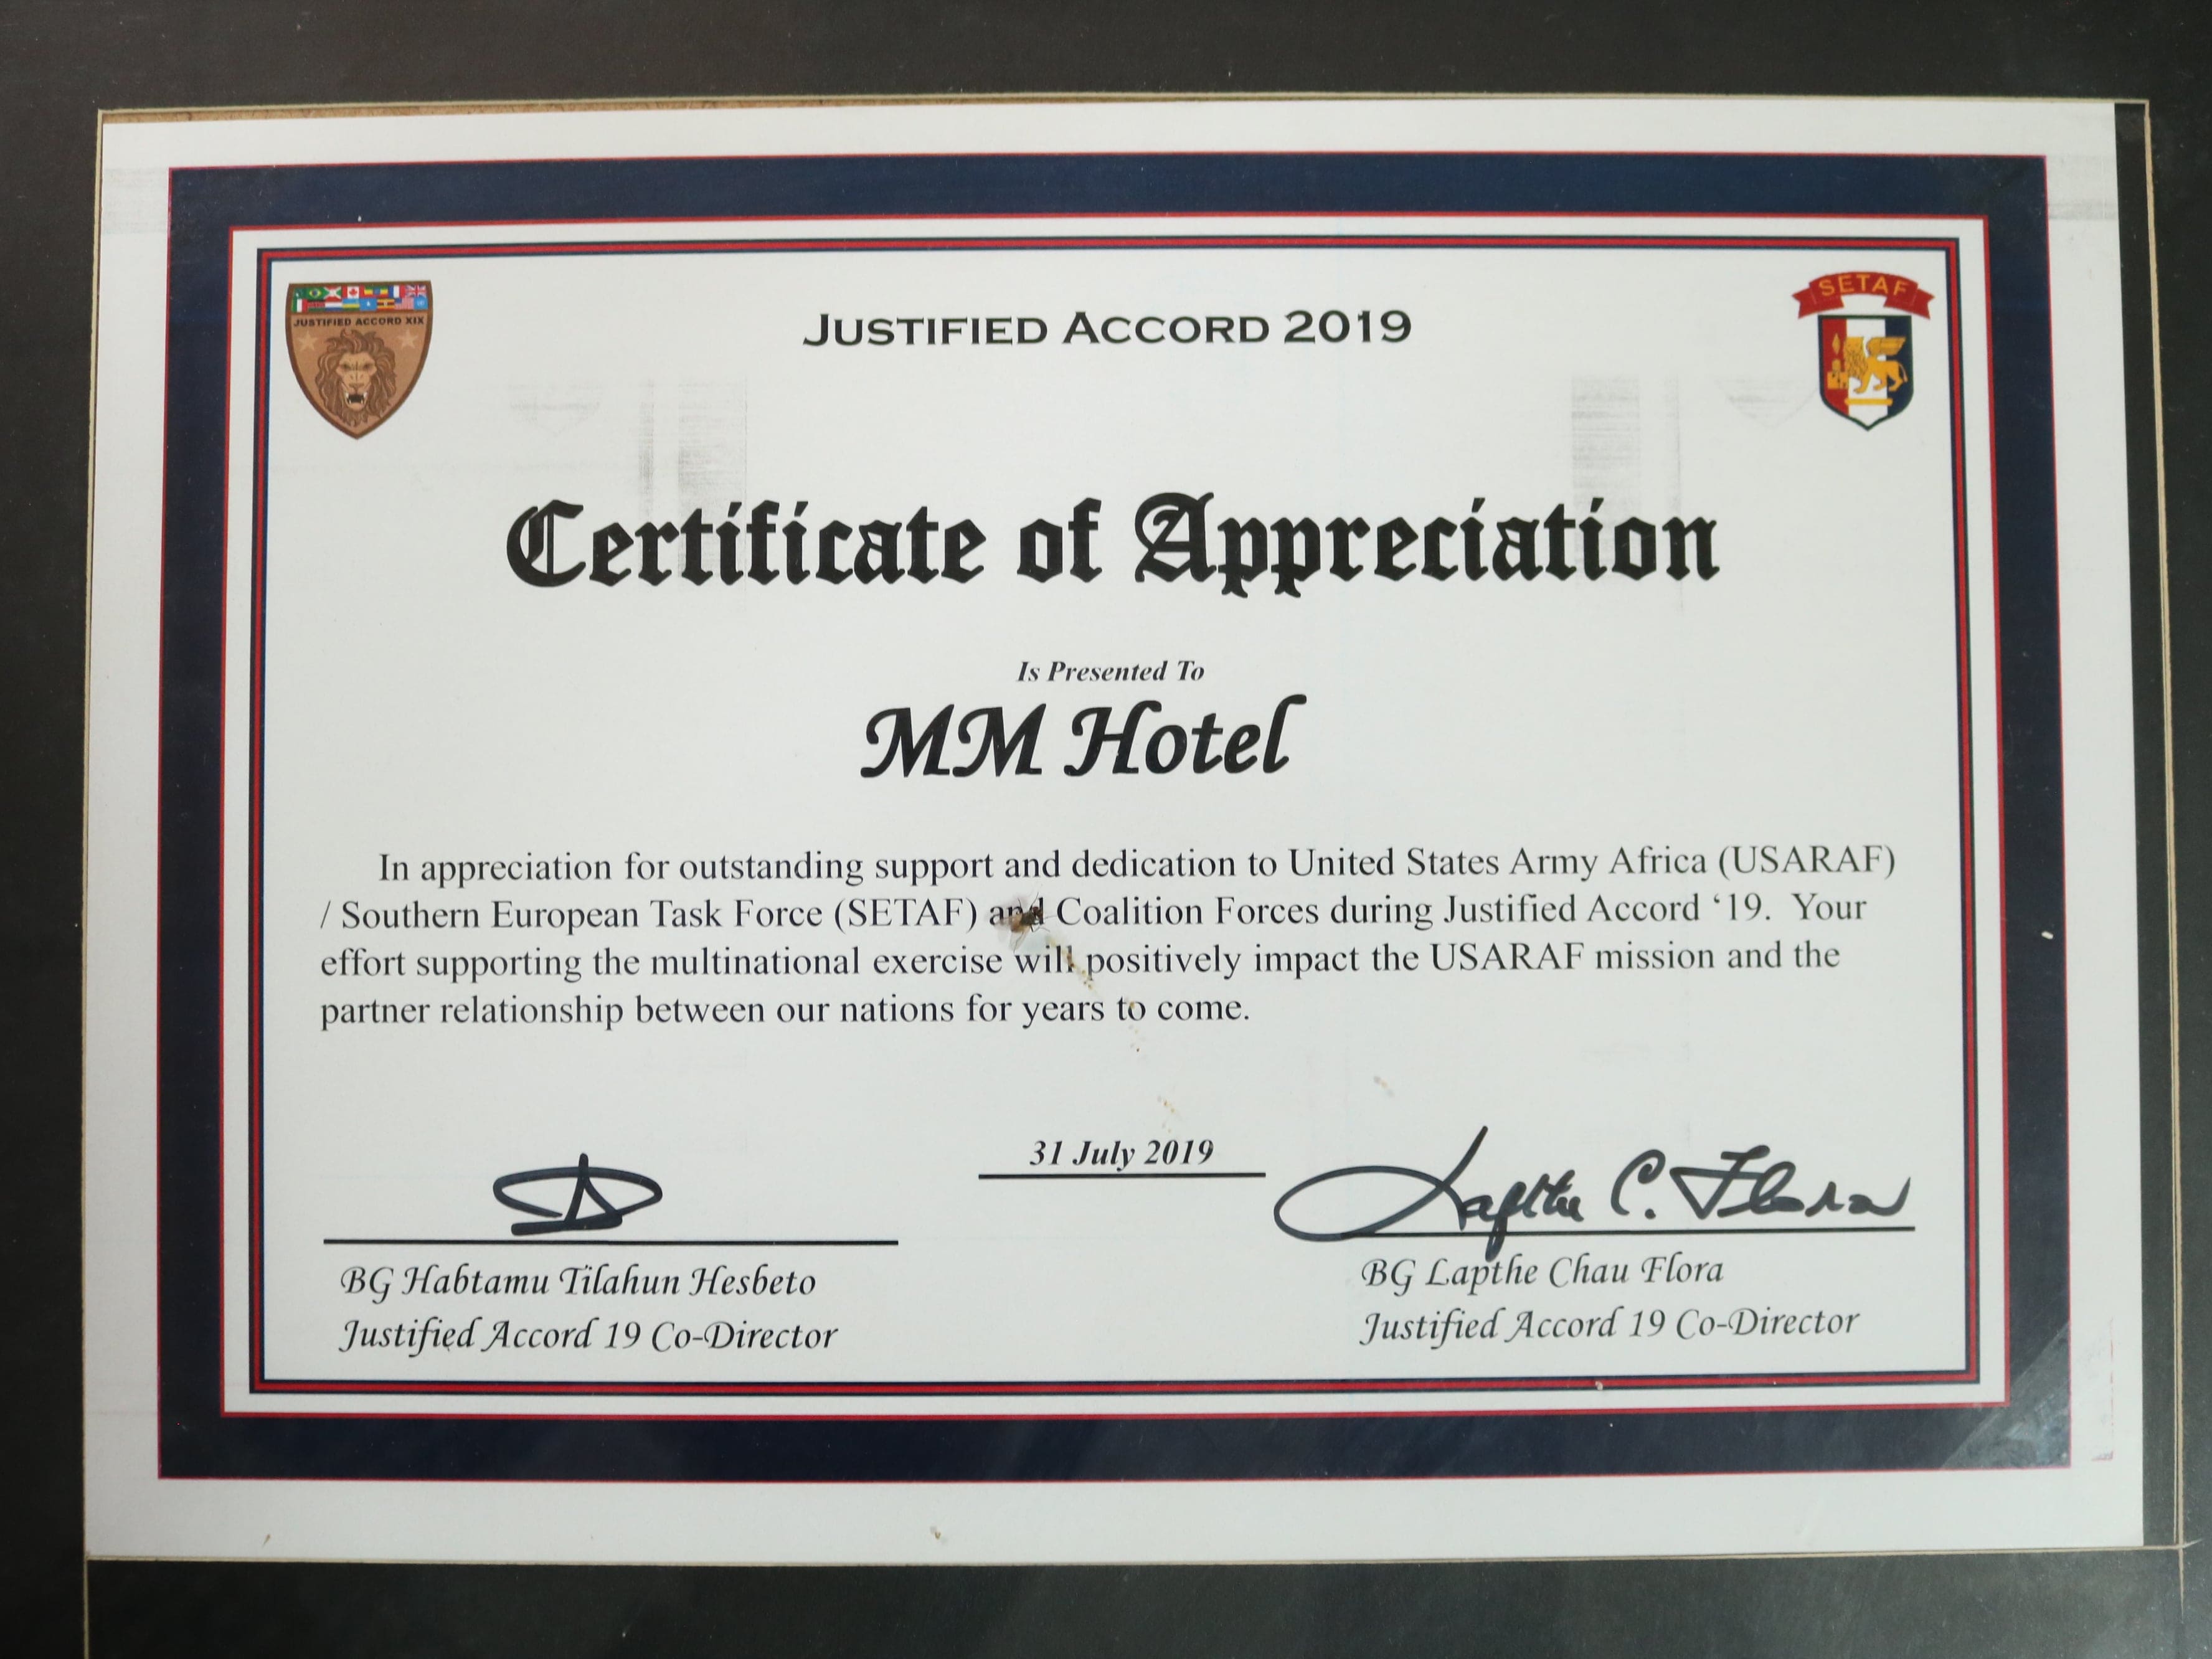 JUSTIFIED ACCORD XIX
SETAF
JUSTIFIED ACCORD 2019
Certificate of Appreciation
Is Presented To
MM Hotel
In appreciation for outstanding support and dedication to United States Army Africa (USARAF)
/ Southern European Task Force (SETAF) and Coalition Forces during Justified Accord ‘19. Your
effort supporting the multinational exercise will positively impact the USARAF mission and the
partner relationship between our nations for years to come.
31 July 2019
Lapthe C. Flora
BG Habtamu Tilahun Hesbeto
BG Lapthe Chau Flora
Justified Accord 19 Co-Director
Justified Accord 19 Co-Director